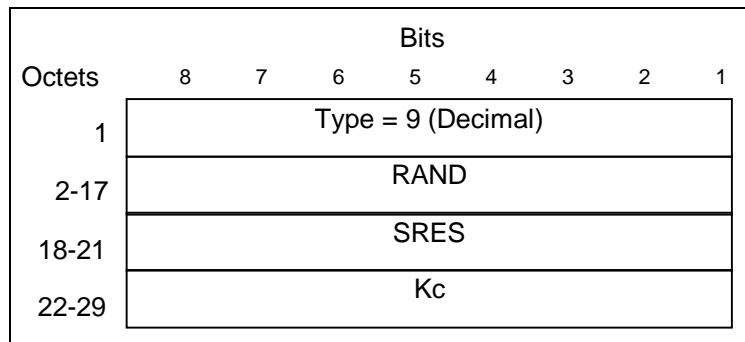 Bits
Octets 8 7 6 5 4 3 2 1
1 Type = 9 (Decimal)
2-17 RAND
18-21 SRES
22-29 Kc